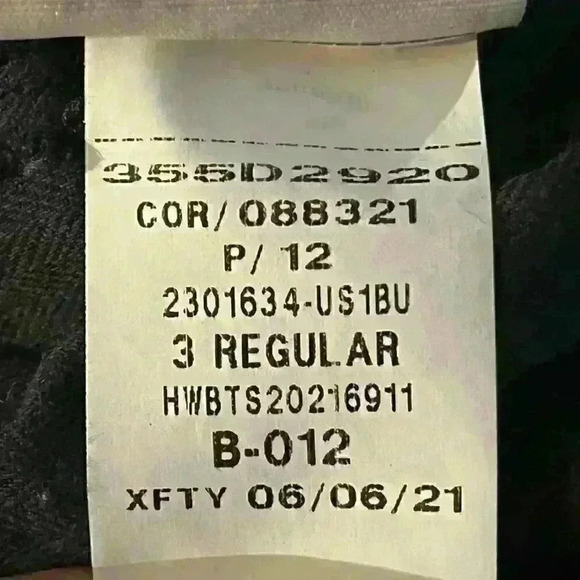 355D2920
COR/088321
P/ 12
2301634-US1BU
3 REGULAR
HWBTS20216911
B-012
XFTY 06/06/21